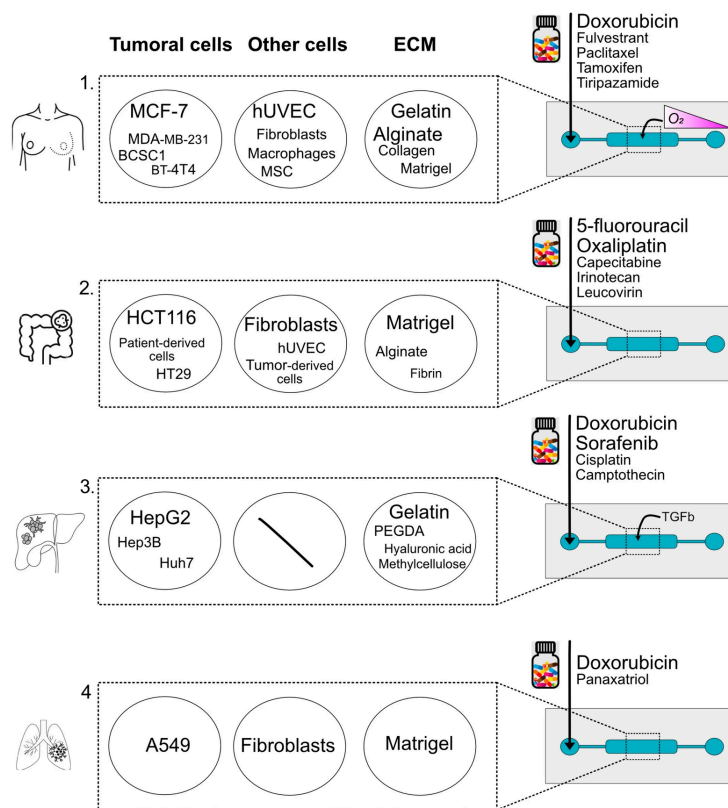 Tumoral cells Other cells ECM
Doxorubicin
Fulvestrant
Paclitaxel
Tamoxifen
Tiripazamide
1.
MCF-7
MDA-MB-231
BCSC1
BT-4T4
hUVEC
Fibroblasts
Macrophages
MSC
Gelatin
Alginate
Collagen
Matrigel
O₂
5-fluorouracil
Oxaliplatin
Capecitabine
Irinotecan
Leucovirin
2.
HCT116
Patient-derived
cells
HT29
Fibroblasts
hUVEC
Tumor-derived
cells
Matrigel
Alginate
Fibrin
Doxorubicin
Sorafenib
Cisplatin
Camptothecin
3.
HepG2
Hep3B
Huh7
Gelatin
PEGDA
Hyaluronic acid
Methylcellulose
TGFb
Doxorubicin
Panaxatriol
4
A549
Fibroblasts
Matrigel